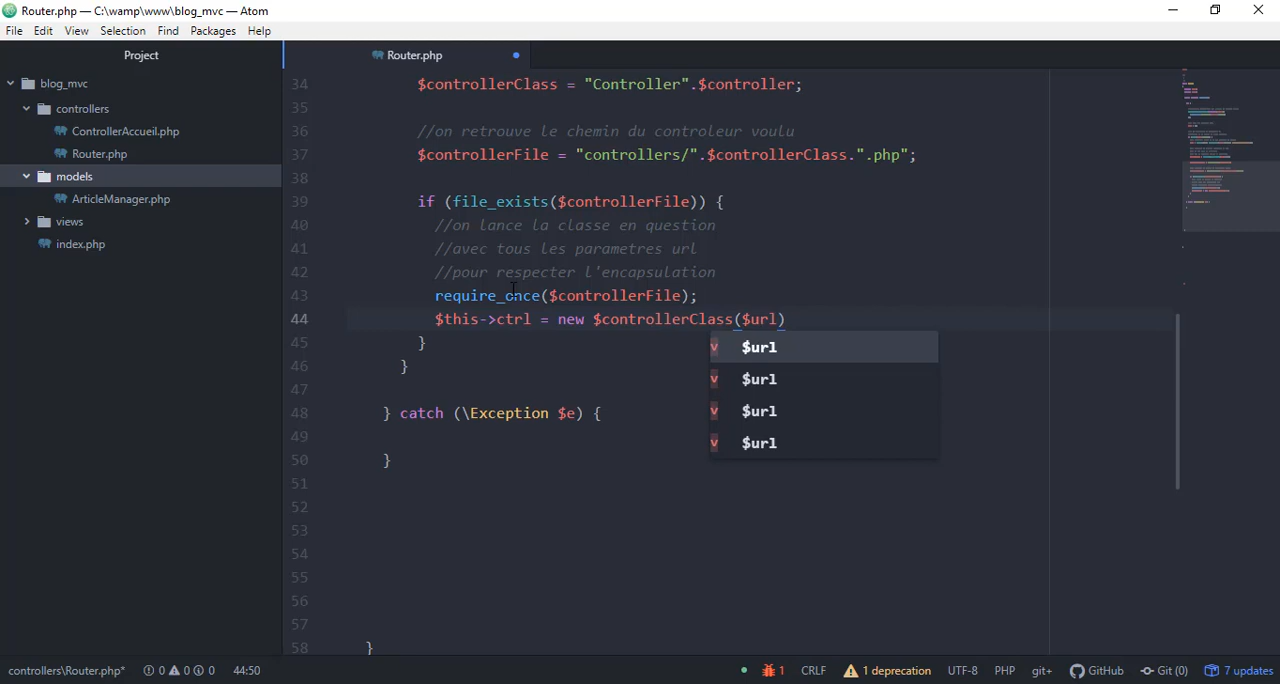 Router.php — C:\wamp\www\blog_mvc — Atom
File Edit View Selection Find Packages Help
Project
Router.php
blog_mvc
controllers
ControllerAccueil.php
Router.php
models
ArticleManager.php
views
index.php
34 $controllerClass = "Controller".$controller;
35
36 //on retrouve le chemin du controleur voulu
37 $controllerFile = "controllers/".$controllerClass.".php";
38
39 if (file_exists($controllerFile)) {
40 //on lance la classe en question
41 //avec tous les parametres url
42 //pour respecter l'encapsulation
43 require_once($controllerFile);
44 $this->ctrl = new $controllerClass($url)
45 }
46 }
47
48 } catch (\Exception $e) {
49
50 }
51
52
53
54
55
56
57
58 }
v $url
v $url
v $url
v $url
controllers\Router.php* 0 0 0 44:50 1 CRLF 1 deprecation UTF-8 PHP git+ GitHub Git (0) 7 updates